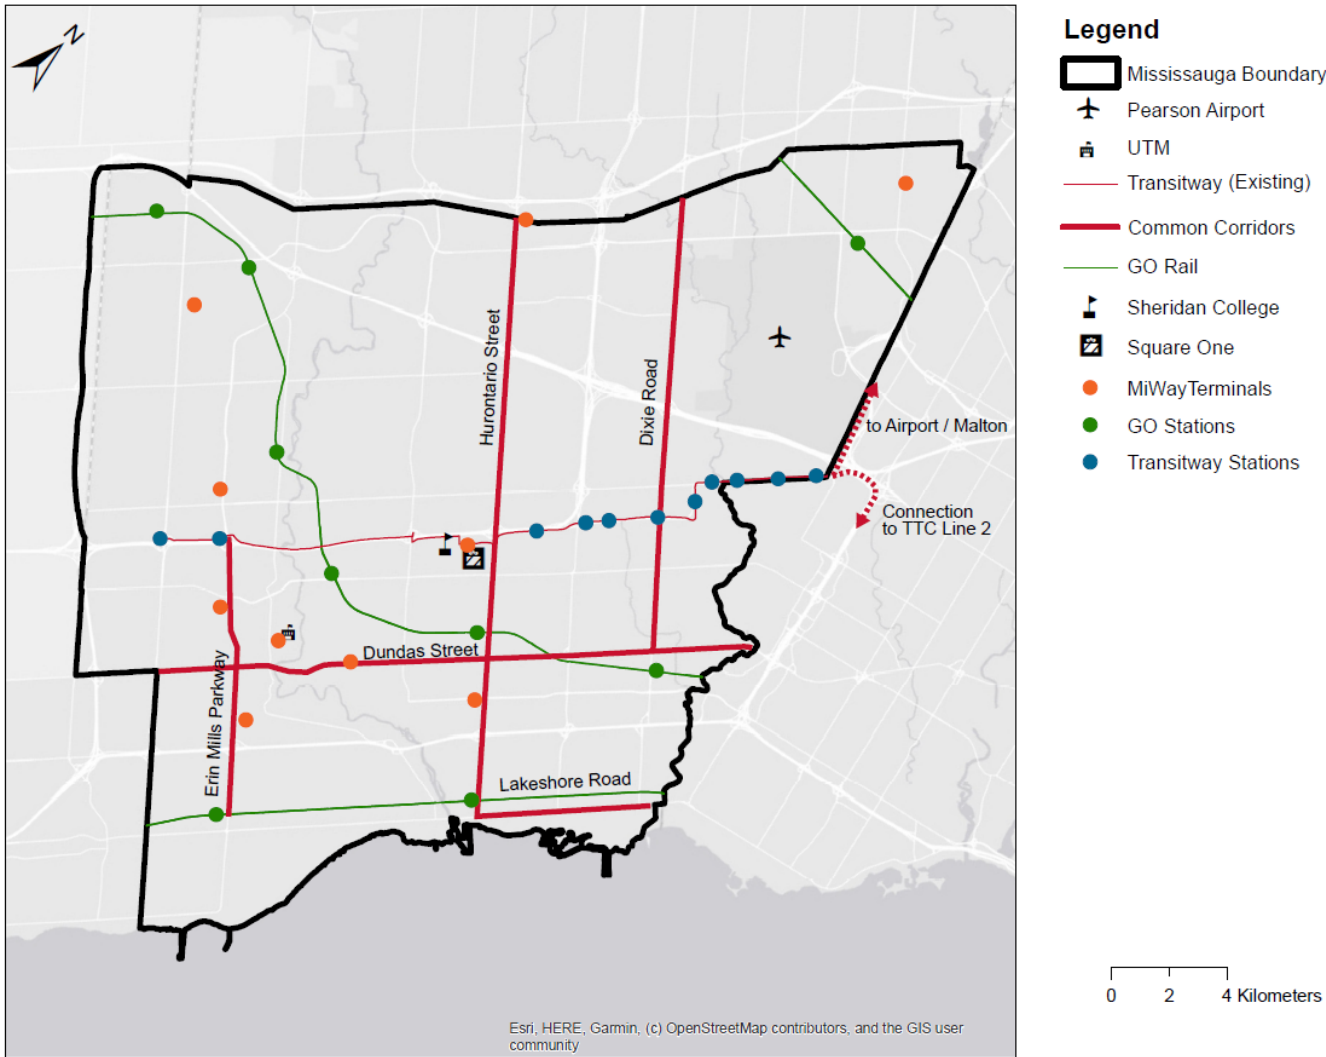 N
Hurontario Street
Dixie Road
to Airport / Malton
Connection
to TTC Line 2
Dundas Street
Erin Mills Parkway
Lakeshore Road
Esri, HERE, Garmin, (c) OpenStreetMap contributors, and the GIS user
community
Legend
Mississauga Boundary
Pearson Airport
UTM
Transitway (Existing)
Common Corridors
GO Rail
Sheridan College
Square One
MiWayTerminals
GO Stations
Transitway Stations
0 2 4 Kilometers